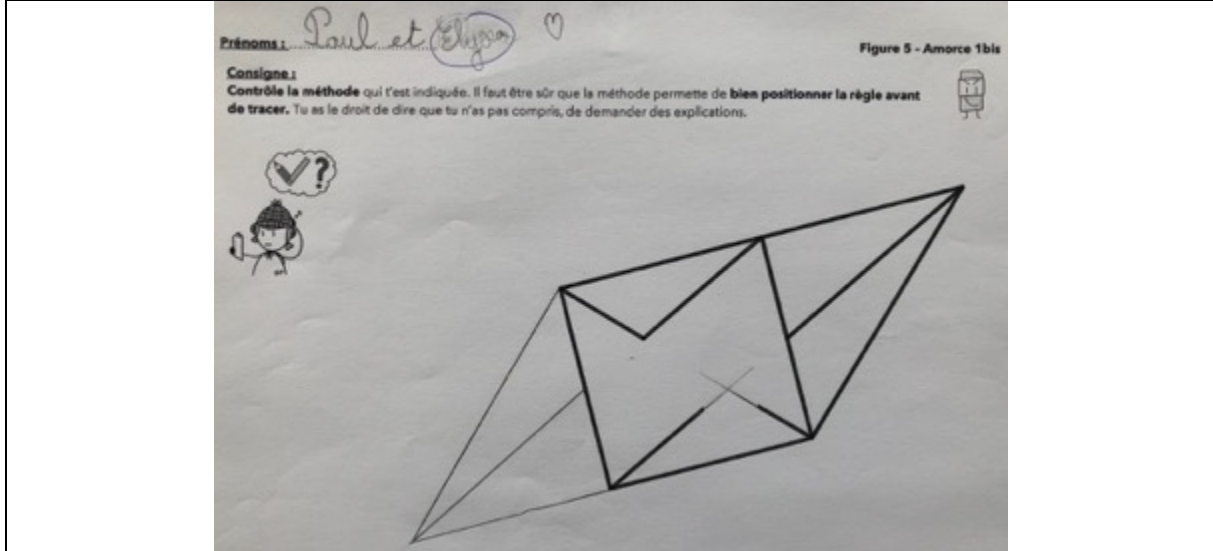 Prénoms : Paul et Elyssa
Figure 5 - Amorce 1bis
Consigne :
Contrôle la méthode qui t'est indiquée. Il faut être sûr que la méthode permette de bien positionner la règle avant
de tracer. Tu as le droit de dire que tu n'as pas compris, de demander des explications.
?